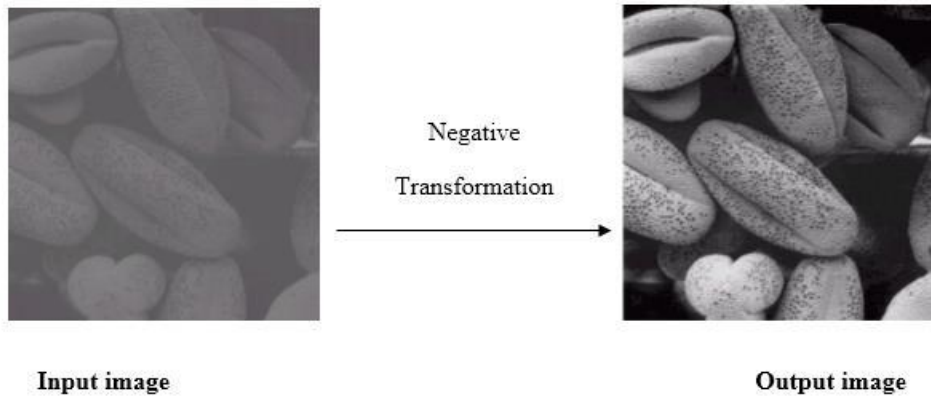 Negative
Transformation
Input image
Output image